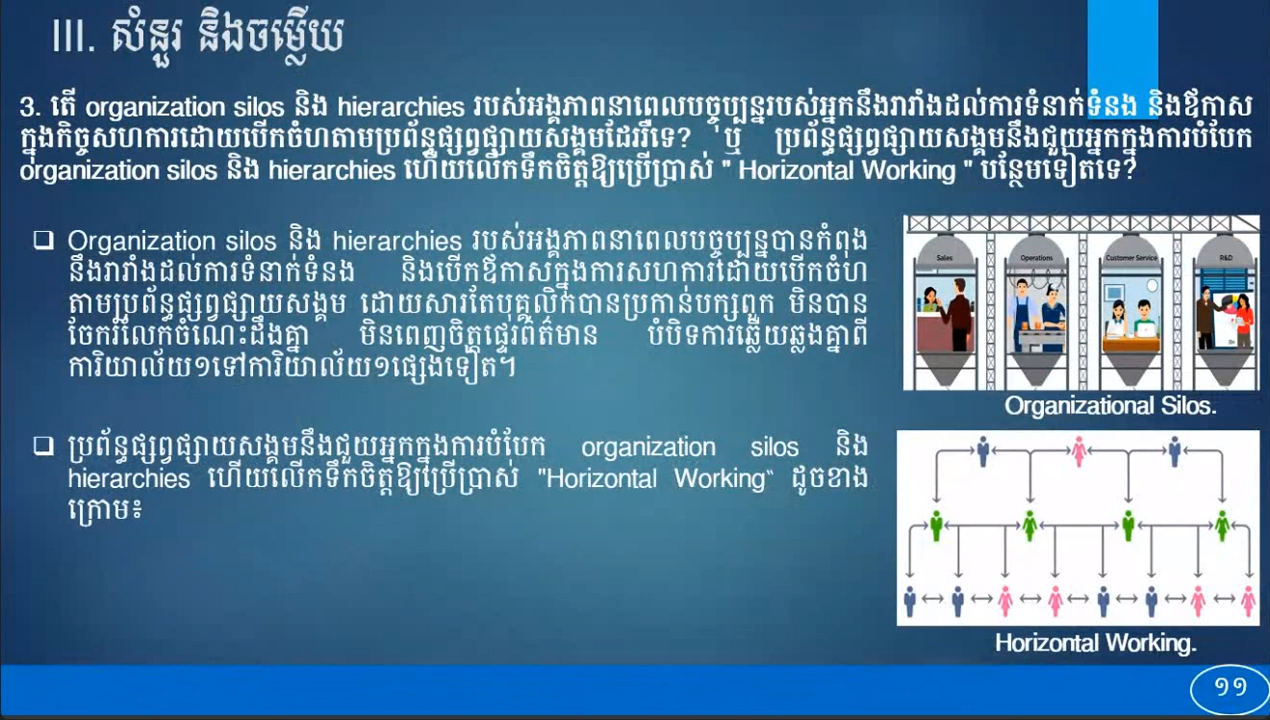 III. សំនួរ និងចម្លើយ
3. តើ organization silos និង hierarchies របស់អង្គភាពនាពេលបច្ចុប្បន្នរបស់អ្នកនឹងរារាំងដល់ការទំនាក់ទំនង និងឱកាស
ក្នុងកិច្ចសហការដោយបើកចំហតាមប្រព័ន្ធផ្សព្វផ្សាយសង្គមដែររឺទេ? ឬ ប្រព័ន្ធផ្សព្វផ្សាយសង្គមនឹងជួយអ្នកក្នុងការបំបែក
organization silos និង hierarchies ហើយលើកទឹកចិត្តឱ្យប្រើប្រាស់ " Horizontal Working " បន្ថែមទៀតទេ?
Organization silos និង hierarchies របស់អង្គភាពនាពេលបច្ចុប្បន្នបានកំពុង
នឹងរារាំងដល់ការទំនាក់ទំនង និងបើកឱកាសក្នុងការសហការដោយបើកចំហ
តាមប្រព័ន្ធផ្សព្វផ្សាយសង្គម ដោយសារតែបុគ្គលិកបានប្រកាន់បក្សពួក មិនបាន
ចែករំលែកចំណេះដឹងគ្នា មិនពេញចិត្តផ្ទេរព័ត៌មាន បំបិទការឆ្លើយឆ្លងគ្នាពី
ការិយាល័យ១ទៅការិយាល័យ១ផ្សេងទៀត។
ប្រព័ន្ធផ្សព្វផ្សាយសង្គមនឹងជួយអ្នកក្នុងការបំបែក organization silos និង
hierarchies ហើយលើកទឹកចិត្តឱ្យប្រើប្រាស់ "Horizontal Working“ ដូចខាង
ក្រោម៖
Sales
Operations
Customer Service
R&D
Organizational Silos.
Horizontal Working.
១១